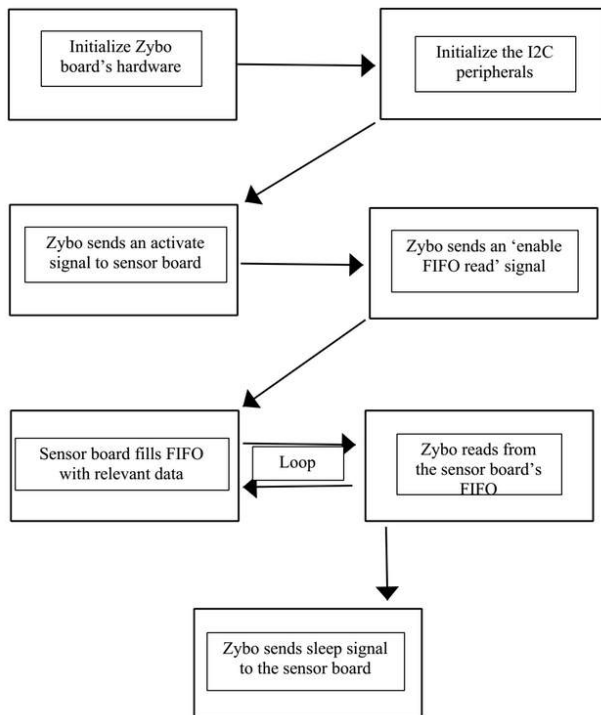 Initialize Zybo
board's hardware
Initialize the I2C
peripherals
Zybo sends an activate
signal to sensor board
Zybo sends an ‘enable
FIFO read’ signal
Sensor board fills FIFO
with relevant data
Loop
Zybo reads from
the sensor board's
FIFO
Zybo sends sleep signal
to the sensor board